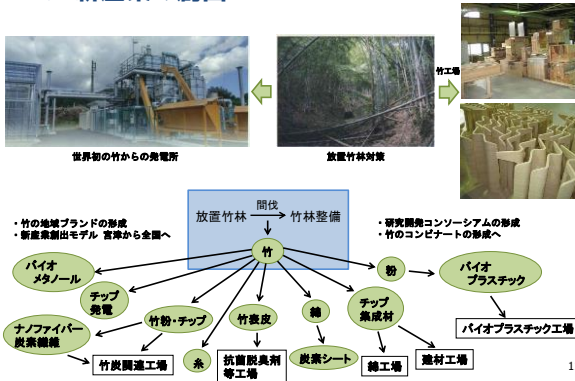 竹工場
世界初の竹からの発電所
放置竹林対策
間伐
放置竹林
竹林整備
・竹の地域ブランドの形成
・新産業創出モデル 宮津から全国へ
・研究開発コンソーシアムの形成
・竹のコンビナートの形成へ
竹
粉
バイオ
メタノール
バイオ
プラスチック
チップ
発電
竹粉・チップ
竹表皮
綿
チップ
集成材
ナノファイバー
炭素繊維
バイオプラスチック工場
竹炭関連工場
糸
抗菌脱臭剤
等工場
炭素シート
綿工場
建材工場
1